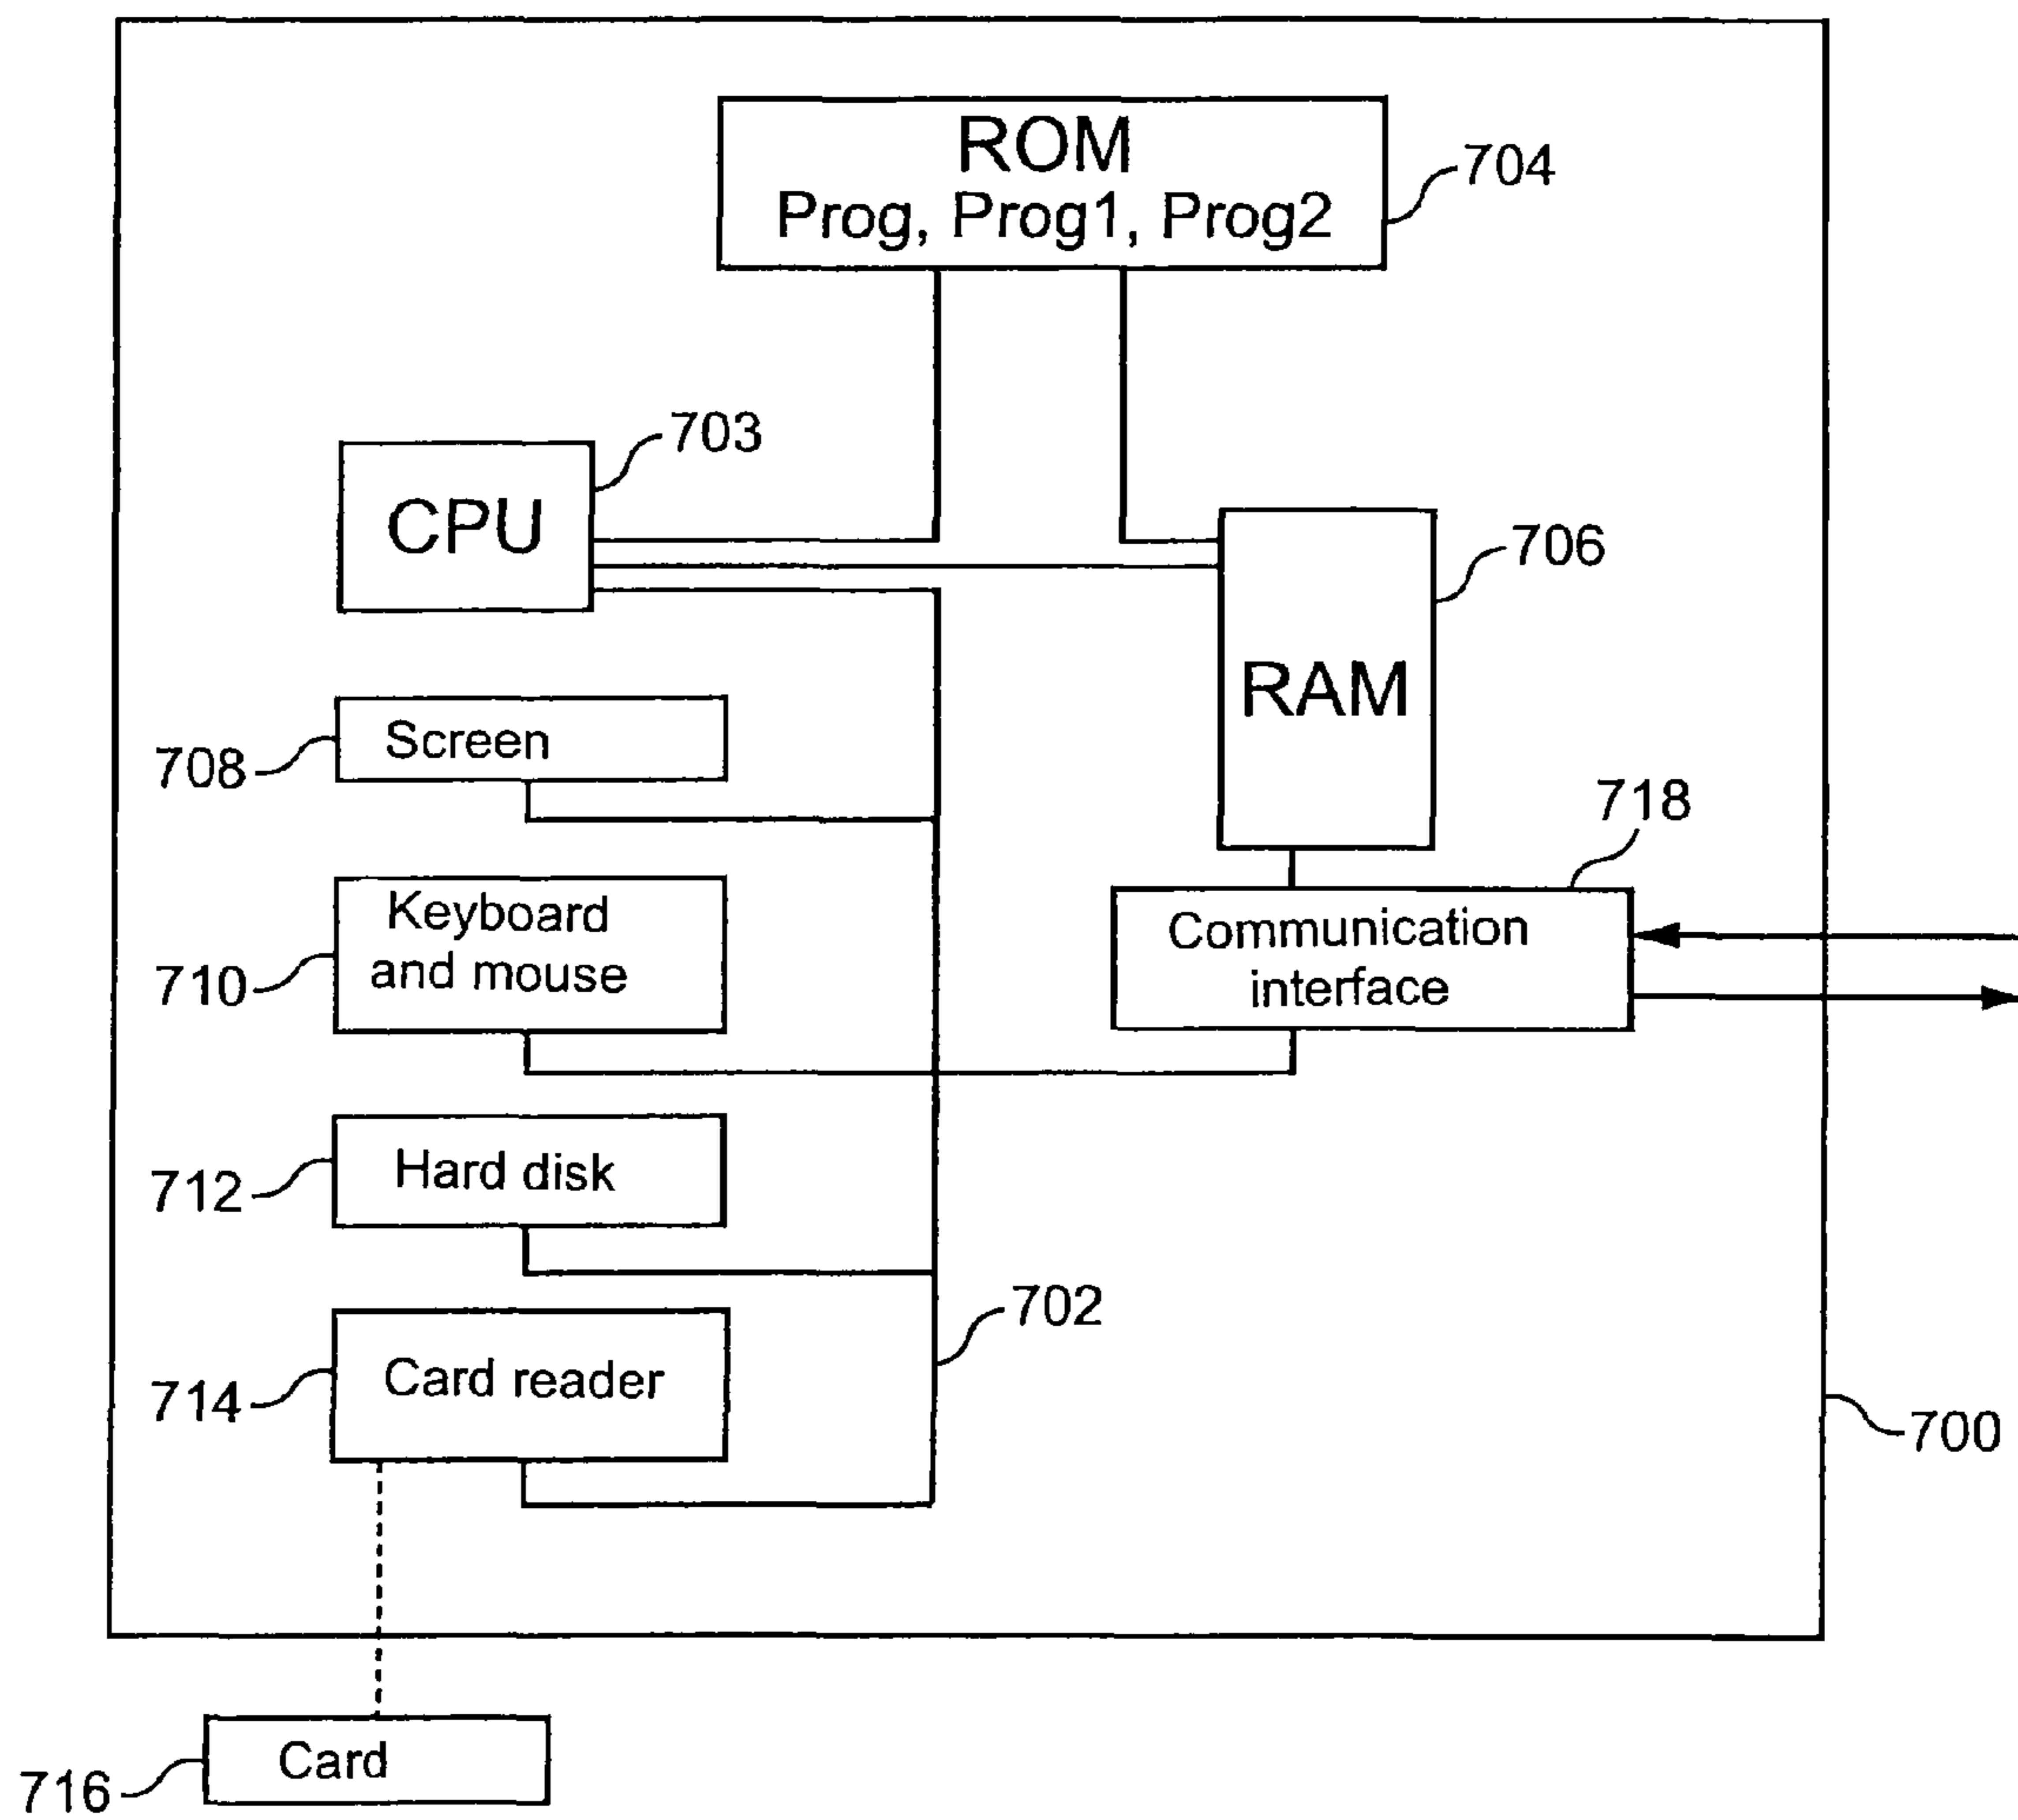 ROM
Prog, Prog1, Prog2
704
703
CPU
706
RAM
Screen
708
718
Keyboard
and mouse
710
Communication
interface
Hard disk
712
702
Card reader
714
700
Card
716